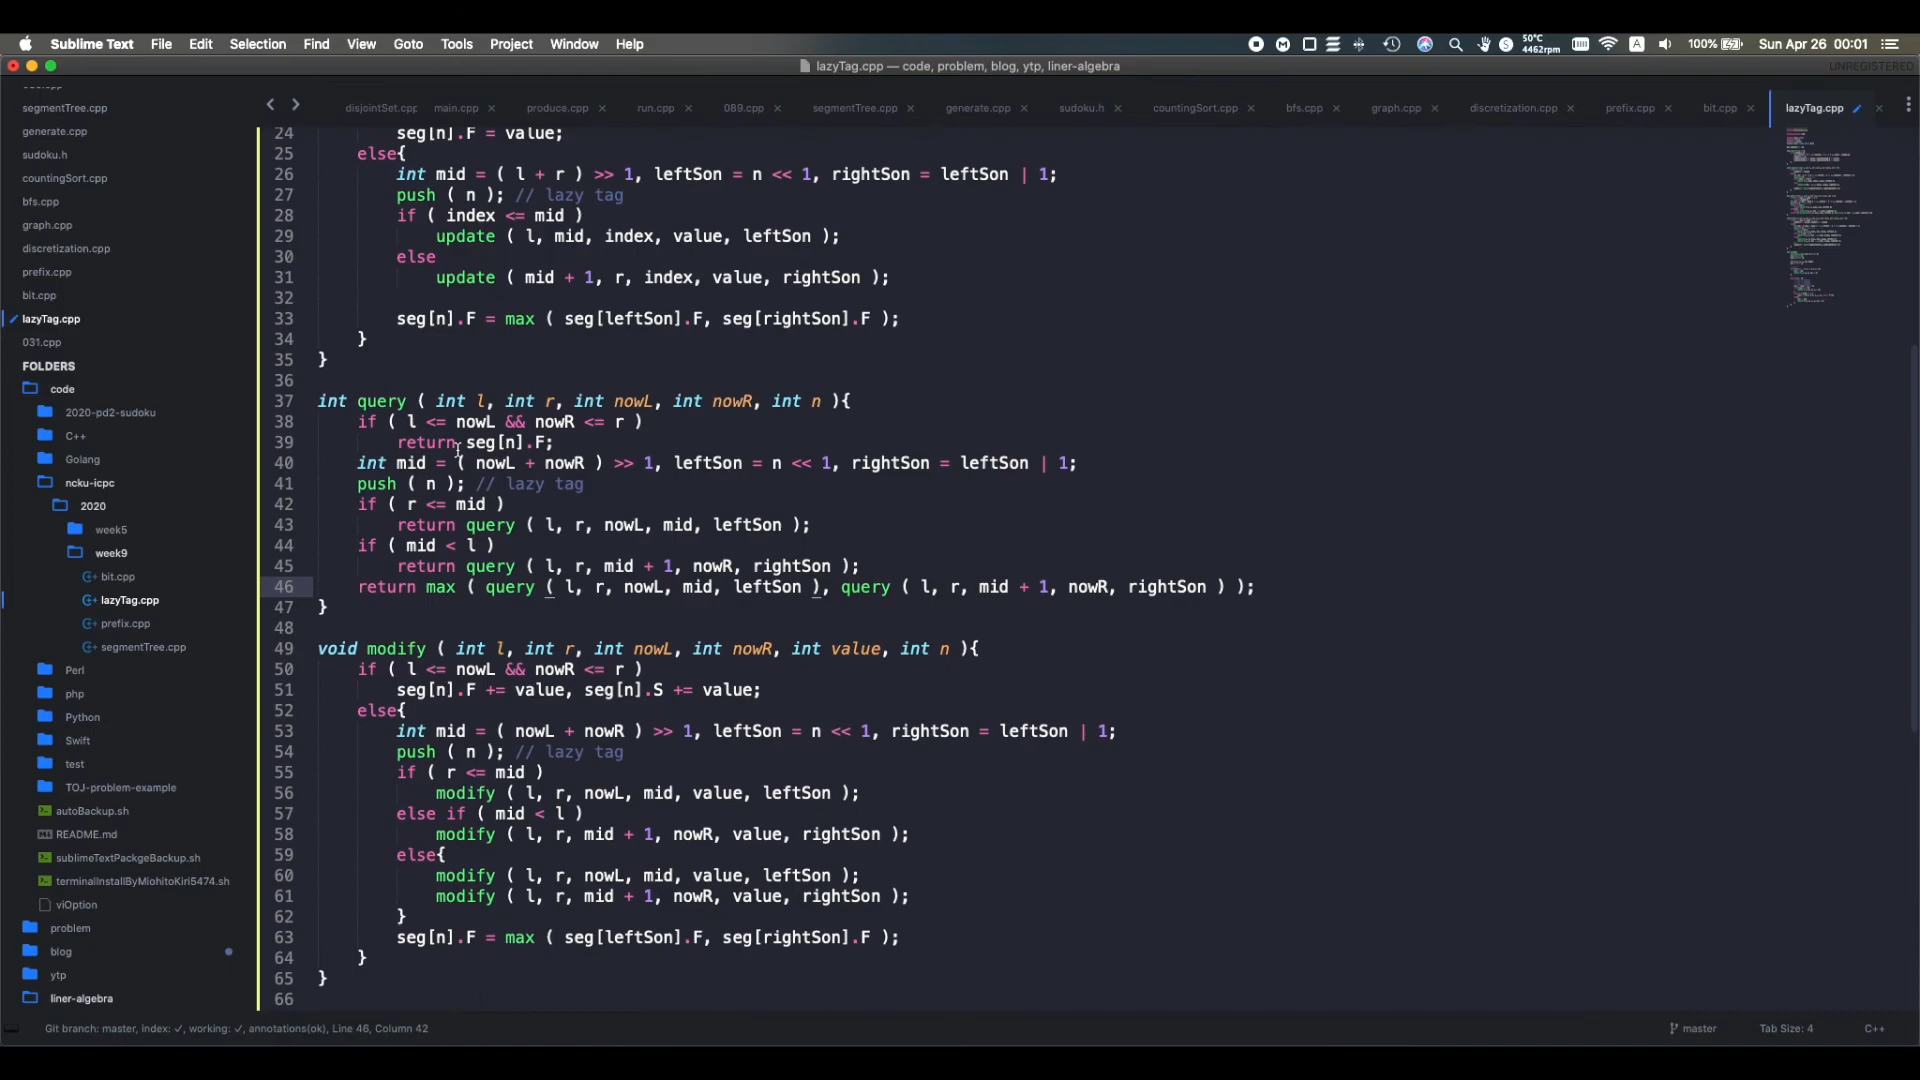 Sublime Text File Edit Selection Find View Goto Tools Project Window Help 50°C 4462rpm A 100% Sun Apr 26 00:01
lazyTag.cpp — code, problem, blog, ytp, liner-algebra UNREGISTERED
disjointSet.cpp main.cpp produce.cpp run.cpp 089.cpp segmentTree.cpp generate.cpp sudoku.h countingSort.cpp bfs.cpp graph.cpp discretization.cpp prefix.cpp bit.cpp lazyTag.cpp
segmentTree.cpp
generate.cpp
sudoku.h
countingSort.cpp
bfs.cpp
graph.cpp
discretization.cpp
prefix.cpp
bit.cpp
lazyTag.cpp
031.cpp
FOLDERS
code
2020-pd2-sudoku
C++
Golang
ncku-icpc
2020
week5
week9
bit.cpp
lazyTag.cpp
prefix.cpp
segmentTree.cpp
Perl
php
Python
Swift
test
TOJ-problem-example
autoBackup.sh
README.md
sublimeTextPackgeBackup.sh
terminalInstallByMiohitoKiri5474.sh
viOption
problem
blog
ytp
liner-algebra
24 seg[n].F = value;
25 else{
26 int mid = ( l + r ) >> 1, leftSon = n << 1, rightSon = leftSon | 1;
27 push ( n ); // lazy tag
28 if ( index <= mid )
29 update ( l, mid, index, value, leftSon );
30 else
31 update ( mid + 1, r, index, value, rightSon );
32
33 seg[n].F = max ( seg[leftSon].F, seg[rightSon].F );
34 }
35 }
36
37 int query ( int l, int r, int nowL, int nowR, int n ){
38 if ( l <= nowL && nowR <= r )
39 return seg[n].F;
40 int mid = ( nowL + nowR ) >> 1, leftSon = n << 1, rightSon = leftSon | 1;
41 push ( n ); // lazy tag
42 if ( r <= mid )
43 return query ( l, r, nowL, mid, leftSon );
44 if ( mid < l )
45 return query ( l, r, mid + 1, nowR, rightSon );
46 return max ( query ( l, r, nowL, mid, leftSon ), query ( l, r, mid + 1, nowR, rightSon ) );
47 }
48
49 void modify ( int l, int r, int nowL, int nowR, int value, int n ){
50 if ( l <= nowL && nowR <= r )
51 seg[n].F += value, seg[n].S += value;
52 else{
53 int mid = ( nowL + nowR ) >> 1, leftSon = n << 1, rightSon = leftSon | 1;
54 push ( n ); // lazy tag
55 if ( r <= mid )
56 modify ( l, r, nowL, mid, value, leftSon );
57 else if ( mid < l )
58 modify ( l, r, mid + 1, nowR, value, rightSon );
59 else{
60 modify ( l, r, nowL, mid, value, leftSon );
61 modify ( l, r, mid + 1, nowR, value, rightSon );
62 }
63 seg[n].F = max ( seg[leftSon].F, seg[rightSon].F );
64 }
65 }
66
Git branch: master, index: ✓, working: ✓, annotations(ok), Line 46, Column 42 master Tab Size: 4 C++